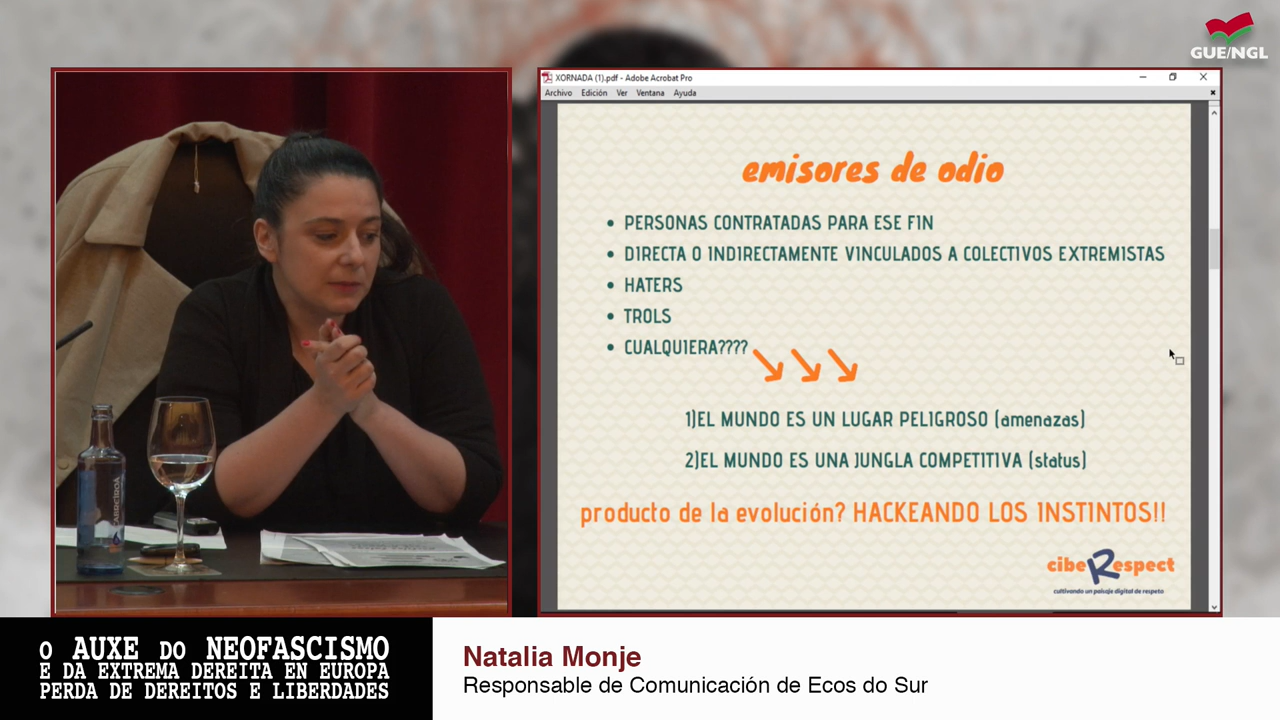 GUE/NGL
XORNADA (1).pdf - Adobe Acrobat Pro
Archivo Edición Ver Ventana Ayuda
emisores de odio
• PERSONAS CONTRATADAS PARA ESE FIN
• DIRECTA O INDIRECTAMENTE VINCULADOS A COLECTIVOS EXTREMISTAS
• HATERS
• TROLS
• CUALQUIERA????
1)EL MUNDO ES UN LUGAR PELIGROSO (amenazas)
2)EL MUNDO ES UNA JUNGLA COMPETITIVA (status)
producto de la evolución? HACKEANDO LOS INSTINTOS!!
cibeRespect
cultivando un paisaje digital de respeto
CABREIROÁ
O AUXE DO NEOFASCISMO
E DA EXTREMA DEREITA EN EUROPA
PERDA DE DEREITOS E LIBERDADES
Natalia Monje
Responsable de Comunicación de Ecos do Sur